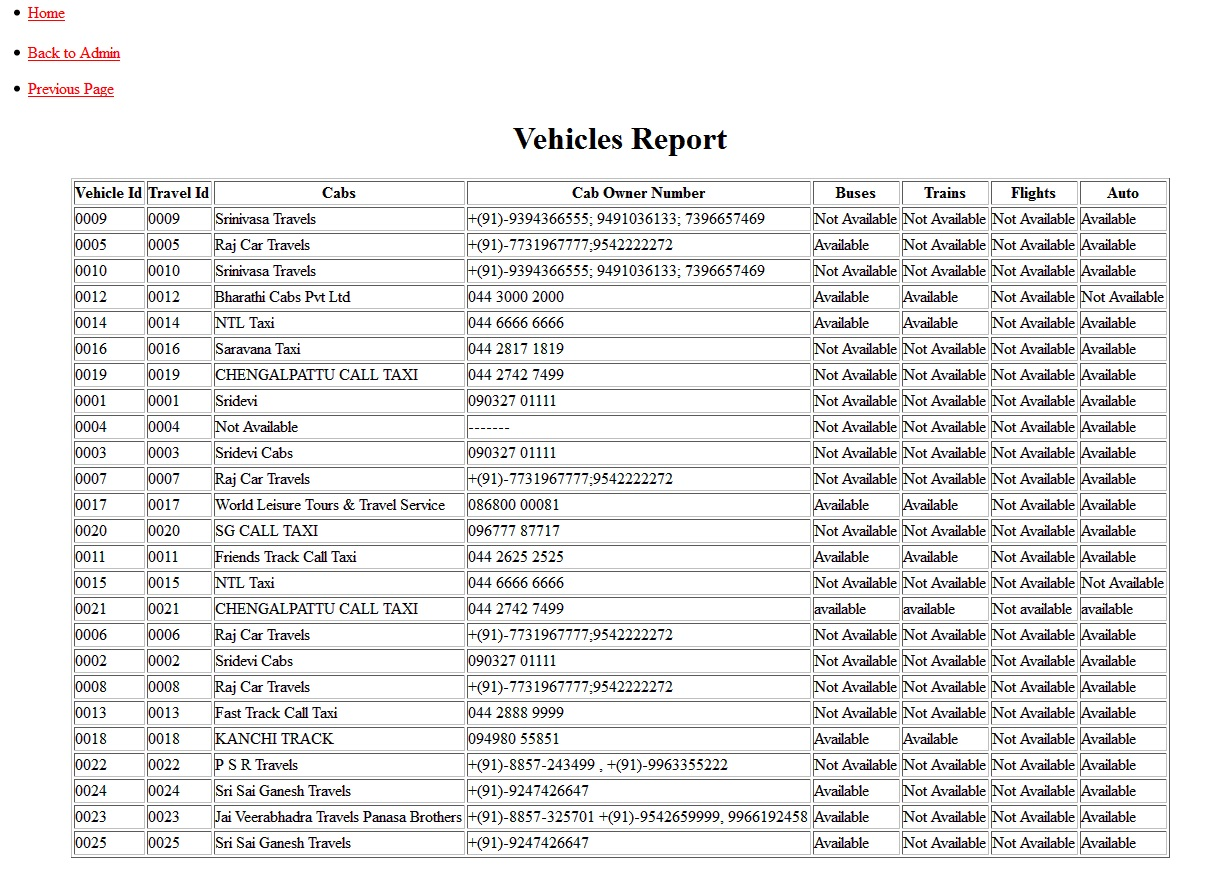 Home
Back to Admin
Previous Page
Vehicles Report
Vehicle Id Travel Id Cabs Cab Owner Number Buses Trains Flights Auto
0009 0009 Srinivasa Travels +(91)-9394366555; 9491036133; 7396657469 Not Available Not Available Not Available Available
0005 0005 Raj Car Travels +(91)-7731967777;9542222272 Available Not Available Not Available Available
0010 0010 Srinivasa Travels +(91)-9394366555; 9491036133; 7396657469 Not Available Not Available Not Available Available
0012 0012 Bharathi Cabs Pvt Ltd 044 3000 2000 Available Available Not Available Not Available
0014 0014 NTL Taxi 044 6666 6666 Available Available Not Available Available
0016 0016 Saravana Taxi 044 2817 1819 Not Available Not Available Not Available Available
0019 0019 CHENGALPATTU CALL TAXI 044 2742 7499 Not Available Not Available Not Available Available
0001 0001 Sridevi 090327 01111 Not Available Not Available Not Available Available
0004 0004 Not Available ------- Not Available Not Available Not Available Available
0003 0003 Sridevi Cabs 090327 01111 Not Available Not Available Not Available Available
0007 0007 Raj Car Travels +(91)-7731967777;9542222272 Not Available Not Available Not Available Available
0017 0017 World Leisure Tours & Travel Service 086800 00081 Available Available Not Available Available
0020 0020 SG CALL TAXI 096777 87717 Not Available Not Available Not Available Available
0011 0011 Friends Track Call Taxi 044 2625 2525 Available Available Not Available Available
0015 0015 NTL Taxi 044 6666 6666 Not Available Not Available Not Available Not Available
0021 0021 CHENGALPATTU CALL TAXI 044 2742 7499 available available Not available available
0006 0006 Raj Car Travels +(91)-7731967777;9542222272 Not Available Not Available Not Available Available
0002 0002 Sridevi Cabs 090327 01111 Not Available Not Available Not Available Available
0008 0008 Raj Car Travels +(91)-7731967777;9542222272 Not Available Not Available Not Available Available
0013 0013 Fast Track Call Taxi 044 2888 9999 Not Available Not Available Not Available Available
0018 0018 KANCHI TRACK 094980 55851 Available Available Not Available Available
0022 0022 P S R Travels +(91)-8857-243499 , +(91)-9963355222 Not Available Not Available Not Available Available
0024 0024 Sri Sai Ganesh Travels +(91)-9247426647 Available Not Available Not Available Available
0023 0023 Jai Veerabhadra Travels Panasa Brothers +(91)-8857-325701 +(91)-9542659999, 9966192458 Available Not Available Not Available Available
0025 0025 Sri Sai Ganesh Travels +(91)-9247426647 Available Not Available Not Available Available